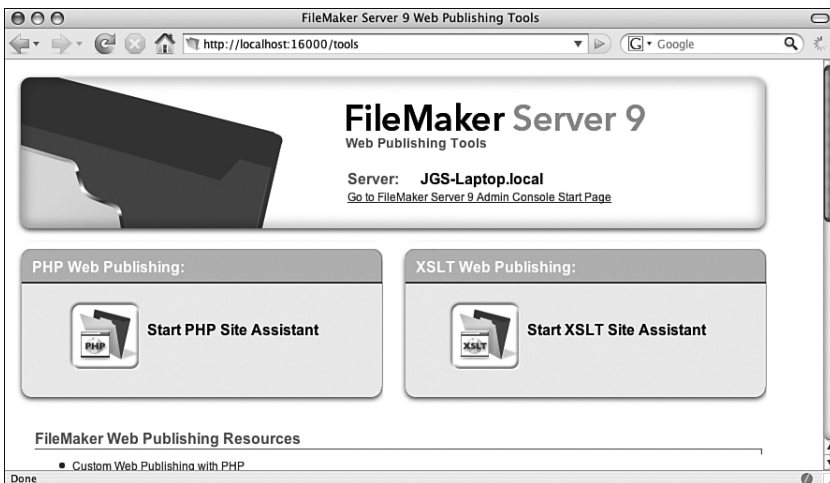 FileMaker Server 9 Web Publishing Tools
http://localhost:16000/tools
G Google
FileMaker Server 9
Web Publishing Tools
Server: JGS-Laptop.local
Go to FileMaker Server 9 Admin Console Start Page
PHP Web Publishing:
XSLT Web Publishing:
PHP
Start PHP Site Assistant
XSLT
Start XSLT Site Assistant
FileMaker Web Publishing Resources
• Custom Web Publishing with PHP
Done